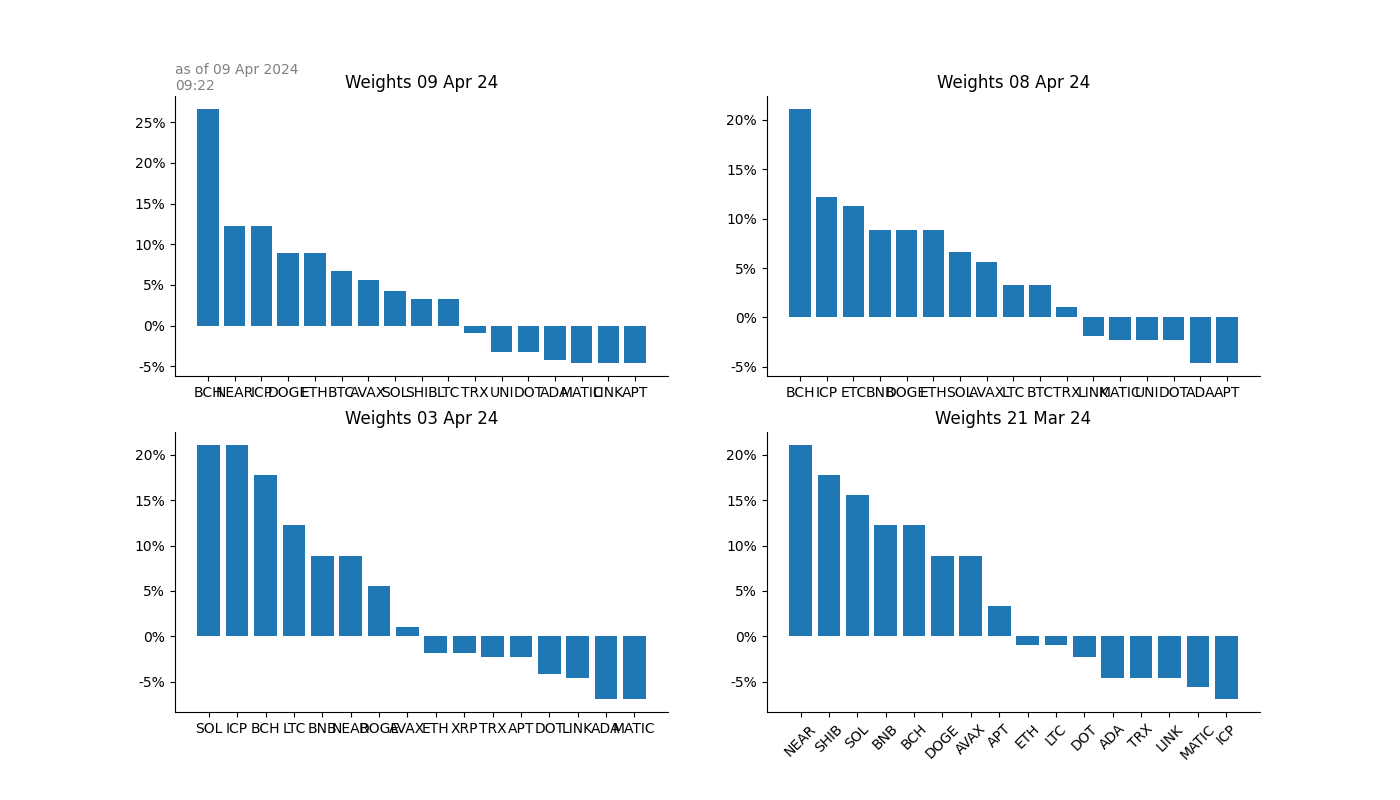 as of 09 Apr 2024
09:22
Weights 09 Apr 24
25%
20%
15%
10%
5%
0%
-5%
BCH NEAR ICP DOGE ETH BTC AVAX SOL SHIB LTC TRX UNI DOT ADA MATIC LINK APT
Weights 08 Apr 24
20%
15%
10%
5%
0%
-5%
BCH ICP ETC BNB DOGE ETH SOL AVAX LTC BTC TRX LINK MATIC UNI DOT ADA APT
Weights 03 Apr 24
20%
15%
10%
5%
0%
-5%
SOL ICP BCH LTC BNB NEAR DOGE AVAX ETH XRP TRX APT DOT LINK ADA MATIC
Weights 21 Mar 24
20%
15%
10%
5%
0%
-5%
NEAR SHIB SOL BNB BCH DOGE AVAX APT ETH LTC DOT ADA TRX LINK MATIC ICP